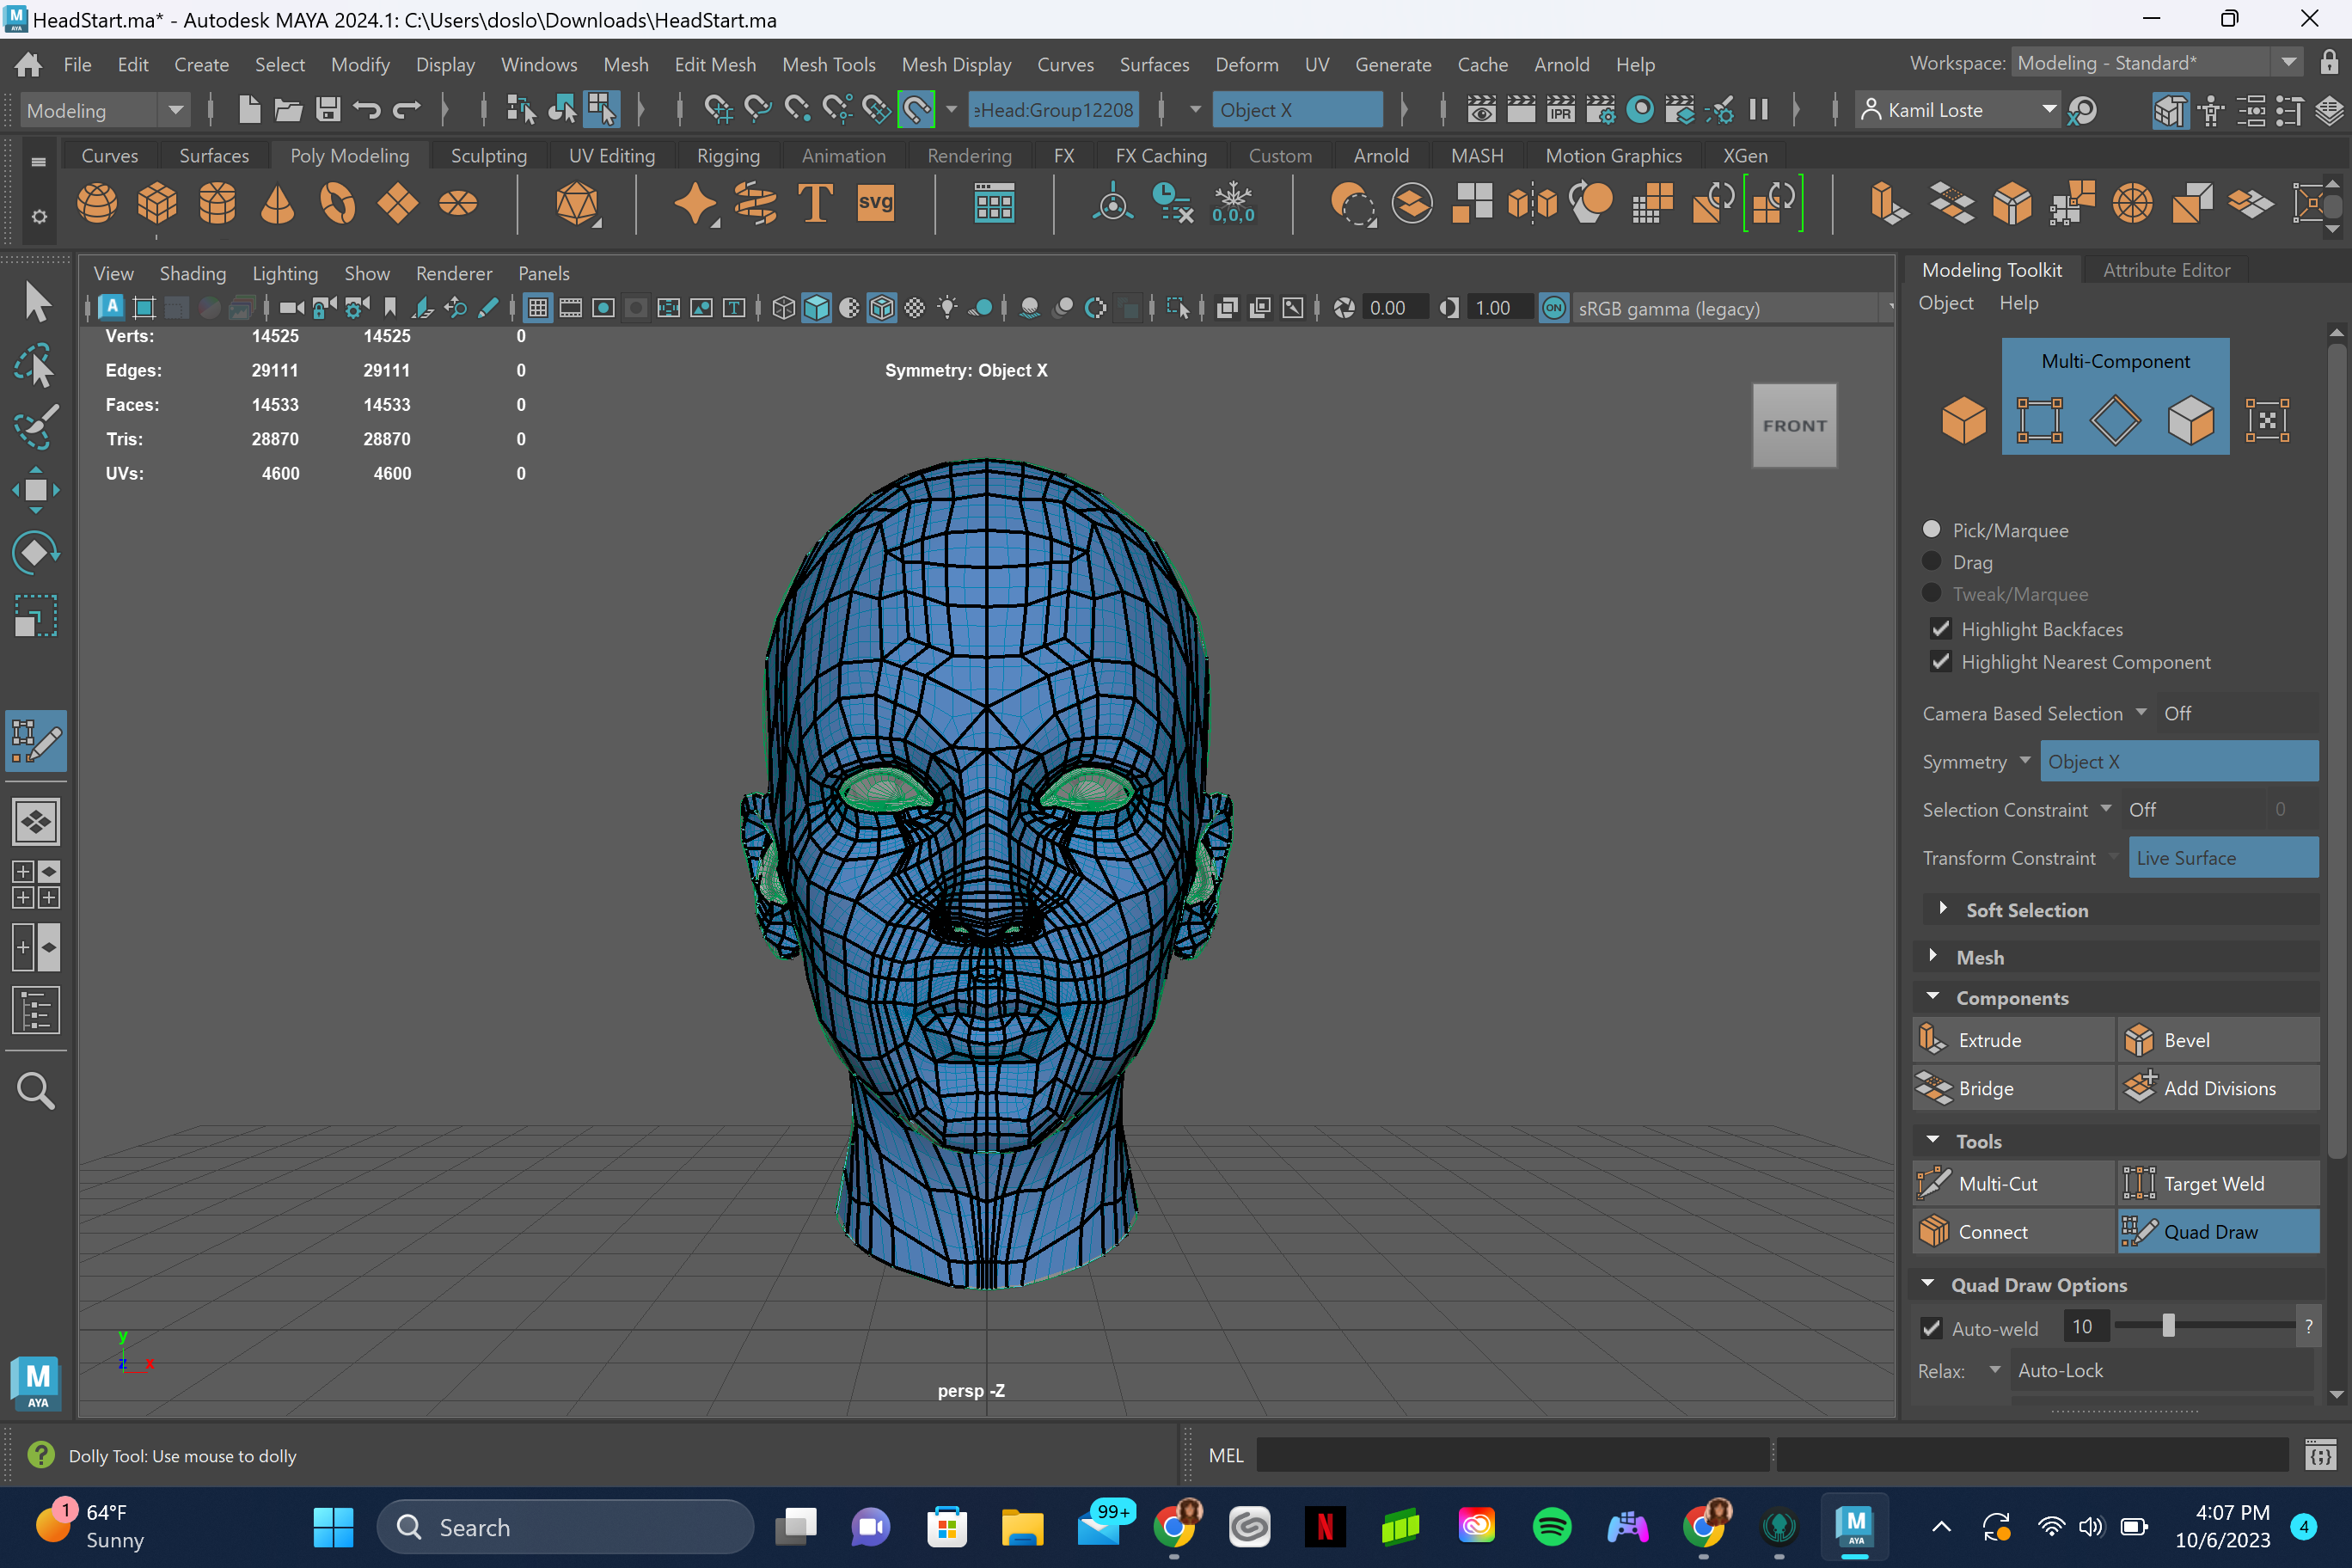 HeadStart.ma* - Autodesk MAYA 2024.1: C:\Users\doslo\Downloads\HeadStart.ma
File Edit Create Select Modify Display Windows Mesh Edit Mesh Mesh Tools Mesh Display Curves Surfaces Deform UV Generate Cache Arnold Help
Workspace: Modeling - Standard*
Modeling
eHead:Group12208
Object X
IPR
Kamil Loste
Curves Surfaces Poly Modeling Sculpting UV Editing Rigging Animation Rendering FX FX Caching Custom Arnold MASH Motion Graphics XGen
T
svg
0,0,0
View Shading Lighting Show Renderer Panels
A
T
0.00
1.00
ON
sRGB gamma (legacy)
Verts: 14525 14525 0
Edges: 29111 29111 0
Faces: 14533 14533 0
Tris: 28870 28870 0
UVs: 4600 4600 0
Symmetry: Object X
FRONT
y
z
x
persp -Z
Modeling Toolkit
Attribute Editor
Object Help
Multi-Component
Pick/Marquee
Drag
Tweak/Marquee
Highlight Backfaces
Highlight Nearest Component
Camera Based Selection Off
Symmetry Object X
Selection Constraint Off 0
Transform Constraint Live Surface
Soft Selection
Mesh
Components
Extrude Bevel
Bridge Add Divisions
Tools
Multi-Cut Target Weld
Connect Quad Draw
Quad Draw Options
Auto-weld 10 ?
Relax: Auto-Lock
M
AYA
? Dolly Tool: Use mouse to dolly
MEL
1
64°F
Sunny
Search
99+
N
M
AYA
4:07 PM
10/6/2023
4